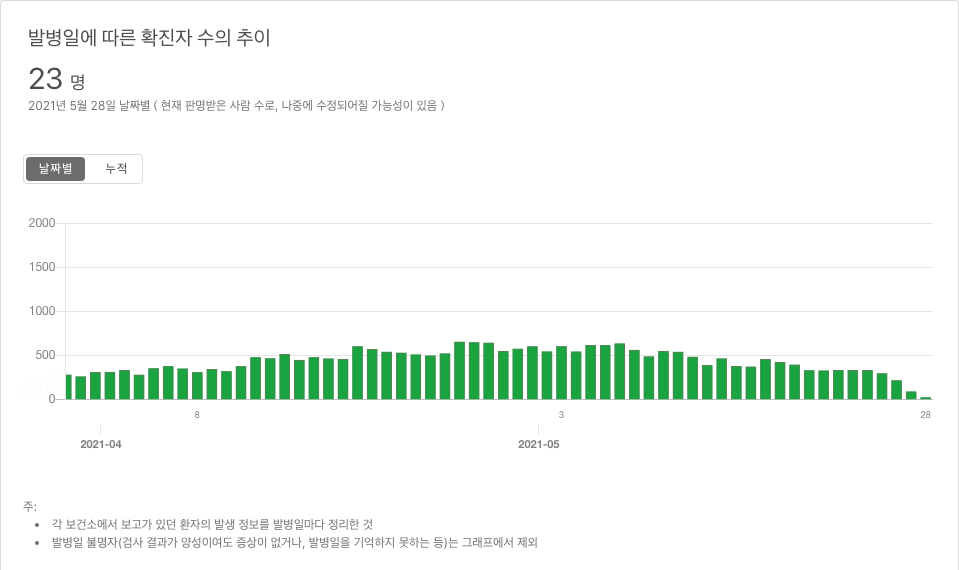 발병일에 따른 확진자 수의 추이
23 명
2021년 5월 28일 날짜별 ( 현재 판명받은 사람 수로, 나중에 수정되어질 가능성이 있음 )
날짜별 누적
2000
1500
1000
500
0
8 3 28
2021-04 2021-05
주:
• 각 보건소에서 보고가 있던 환자의 발생 정보를 발병일마다 정리한 것
• 발병일 불명자(검사 결과가 양성이여도 증상이 없거나, 발병일을 기억하지 못하는 등)는 그래프에서 제외